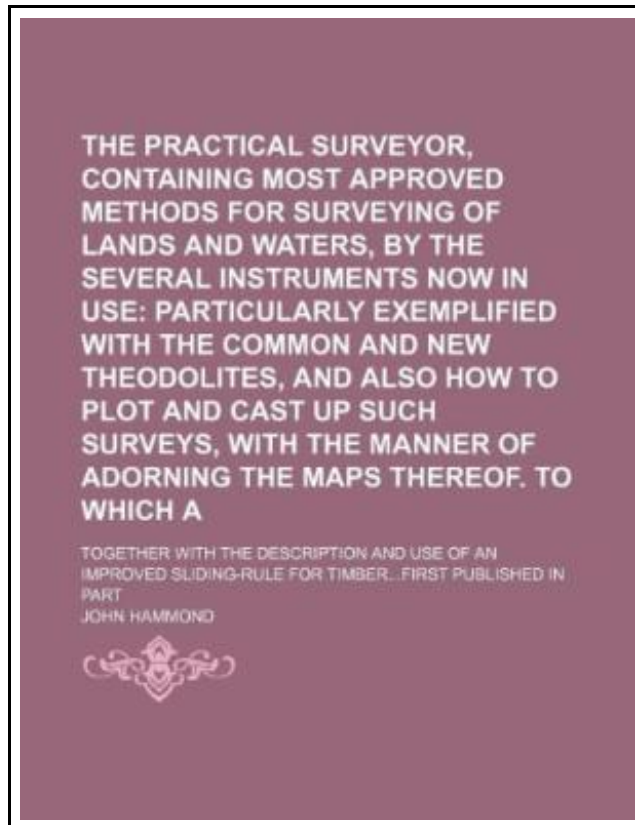 THE PRACTICAL SURVEYOR,
CONTAINING MOST APPROVED
METHODS FOR SURVEYING OF
LANDS AND WATERS, BY THE
SEVERAL INSTRUMENTS NOW IN
USE: PARTICULARLY EXEMPLIFIED
WITH THE COMMON AND NEW
THEODOLITES, AND ALSO HOW TO
PLOT AND CAST UP SUCH
SURVEYS, WITH THE MANNER OF
ADORNING THE MAPS THEREOF. TO
WHICH A
TOGETHER WITH THE DESCRIPTION AND USE OF AN
IMPROVED SLIDING-RULE FOR TIMBER...FIRST PUBLISHED IN
PART
JOHN HAMMOND